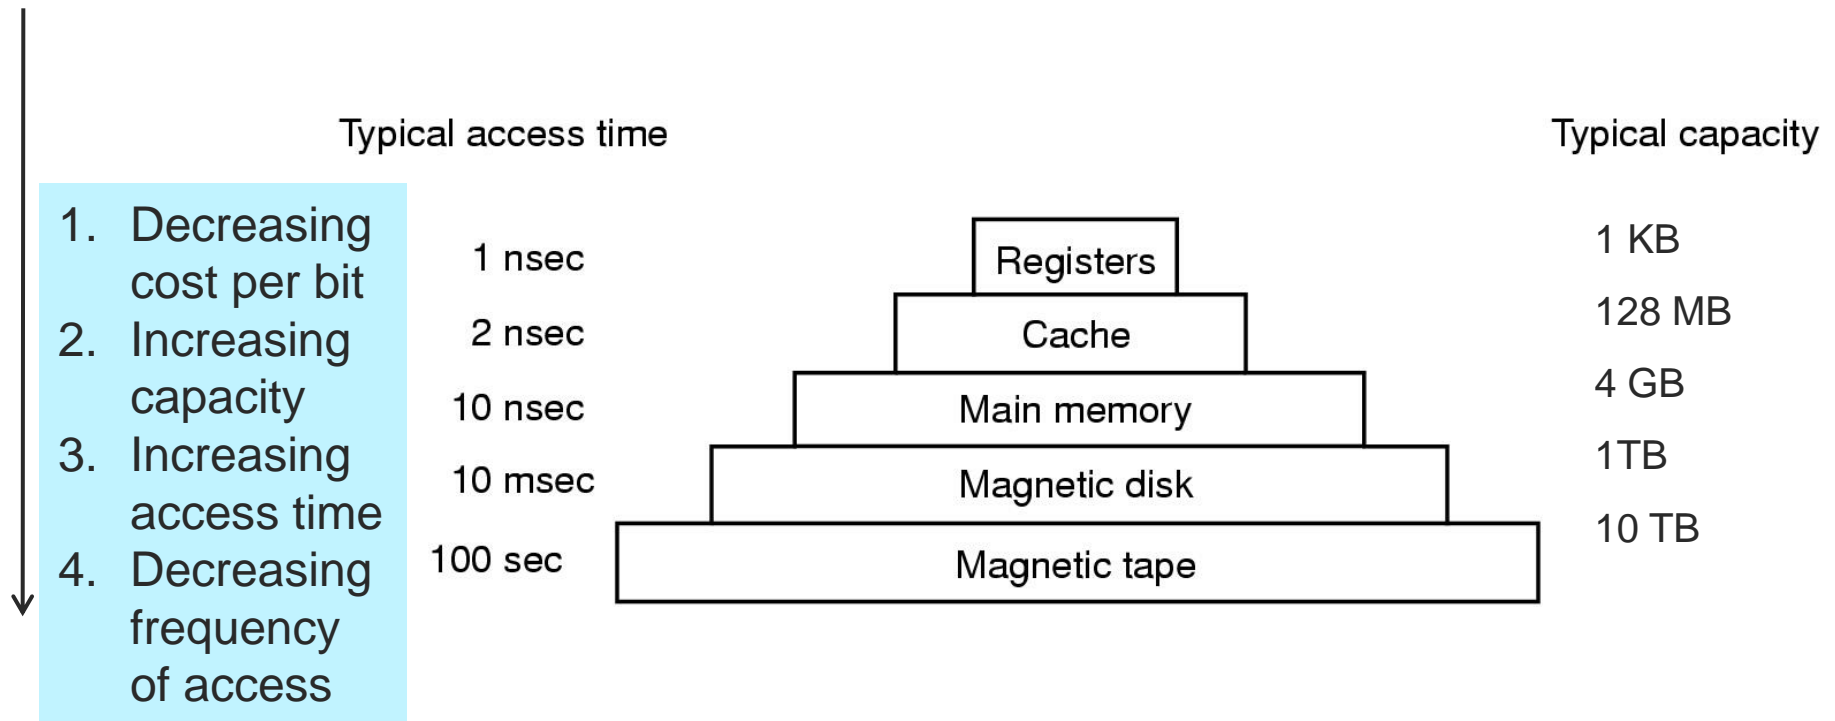 Typical access time
Typical capacity
1. Decreasing
cost per bit
2. Increasing
capacity
3. Increasing
access time
4. Decreasing
frequency
of access
1 nsec
Registers
1 KB
2 nsec
Cache
128 MB
10 nsec
Main memory
4 GB
10 msec
Magnetic disk
1TB
100 sec
Magnetic tape
10 TB